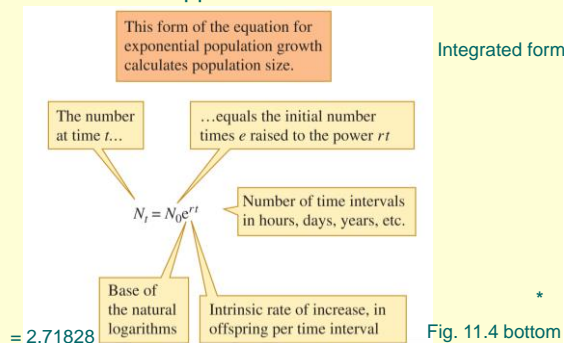 This form of the equation for
exponential population growth
calculates population size.
Integrated form
The number
at time t...
...equals the initial number
times e raised to the power rt
Nₜ = N₀eʳᵗ
Number of time intervals
in hours, days, years, etc.
Base of
the natural
logarithms
= 2.71828
Intrinsic rate of increase, in
offspring per time interval
*
Fig. 11.4 bottom